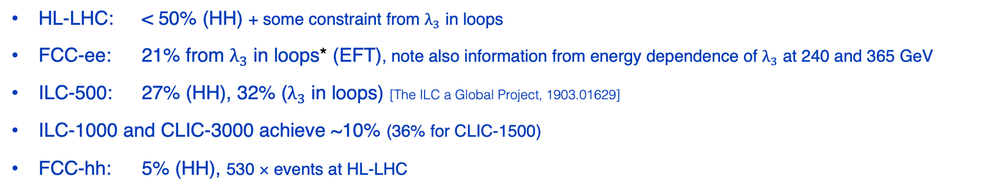 • HL-LHC: < 50% (HH) + some constraint from λ₃ in loops
• FCC-ee: 21% from λ₃ in loops* (EFT), note also information from energy dependence of λ₃ at 240 and 365 GeV
• ILC-500: 27% (HH), 32% (λ₃ in loops) [The ILC a Global Project, 1903.01629]
• ILC-1000 and CLIC-3000 achieve ~10% (36% for CLIC-1500)
• FCC-hh: 5% (HH), 530 × events at HL-LHC